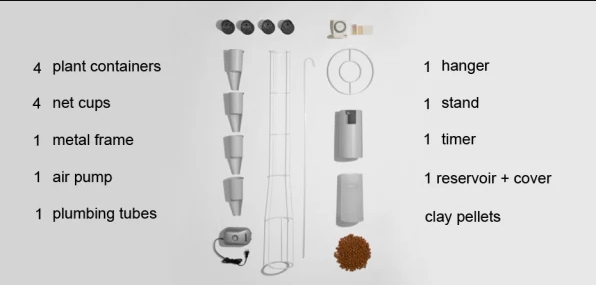 4 plant containers
4 net cups
1 metal frame
1 air pump
1 plumbing tubes
1 hanger
1 stand
1 timer
1 reservoir + cover
clay pellets